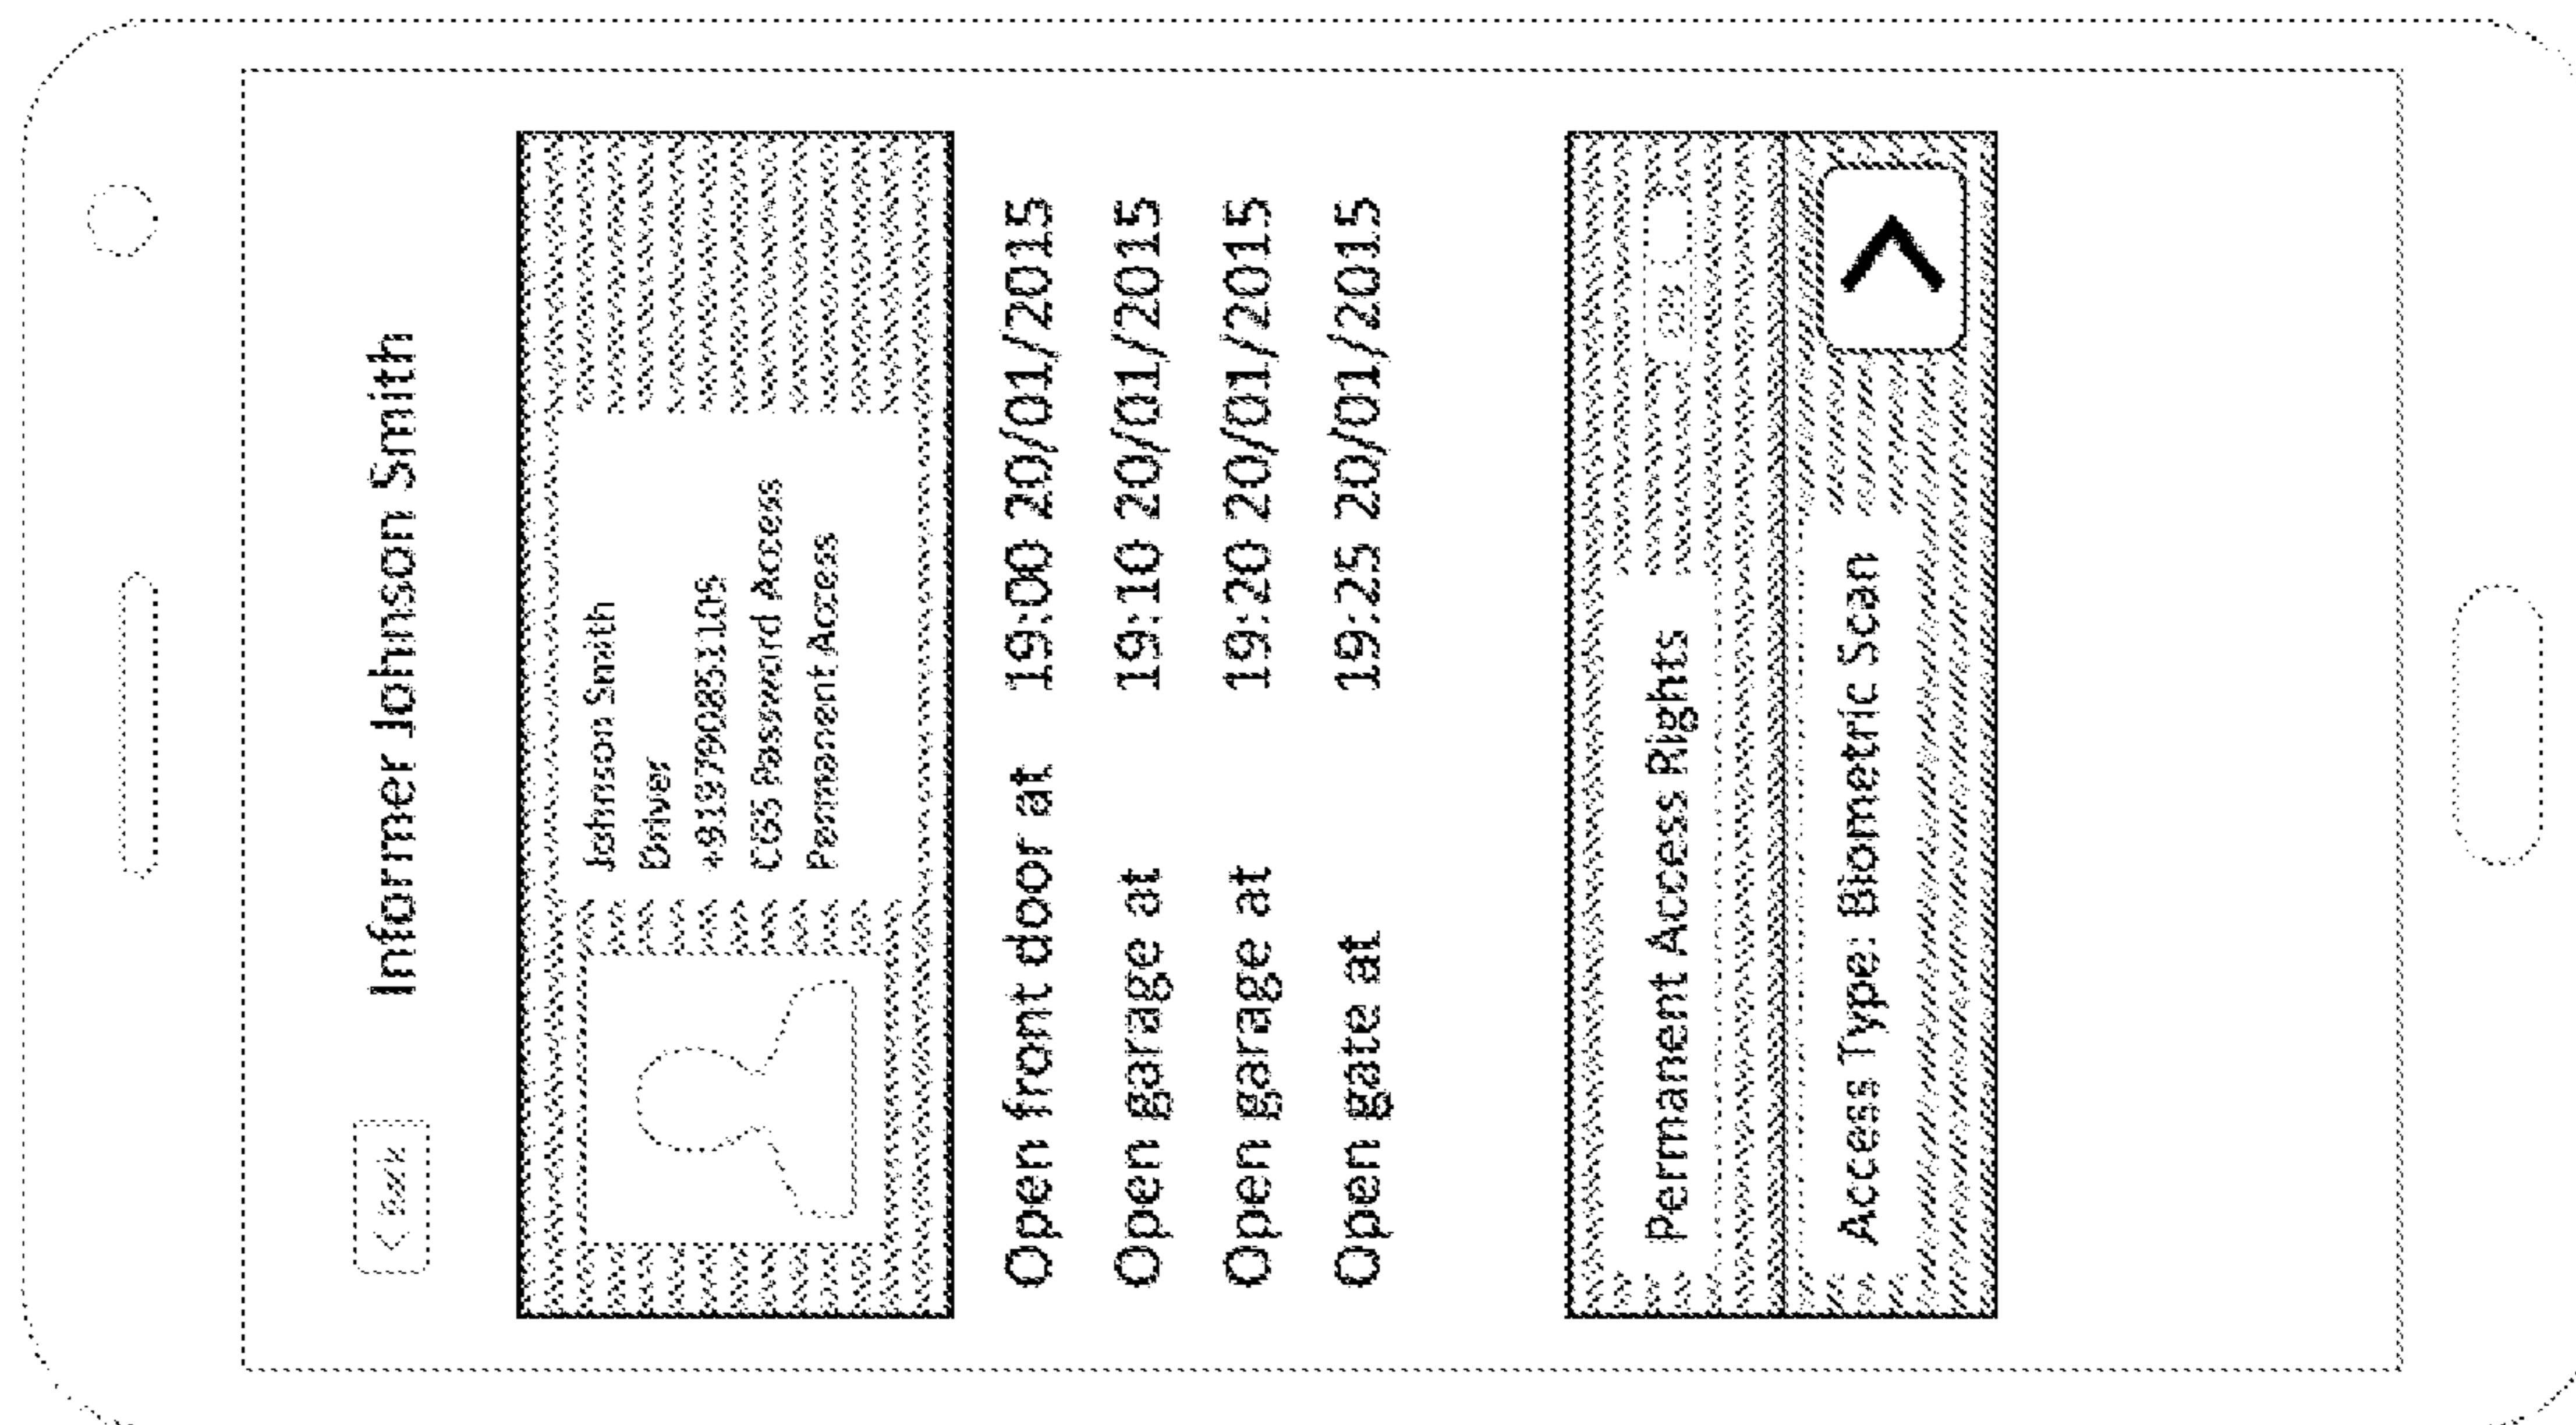 < Back
Informer Johnson Smith
Johnson Smith
Driver
+919790851109
CGS Password Access
Permanent Access
Open front door at 19:00 20/01/2015
Open garage at 19:10 20/01/2015
Open garage at 19:20 20/01/2015
Open gate at 19:25 20/01/2015
Permanent Access Rights
Access Type: Biometric Scan